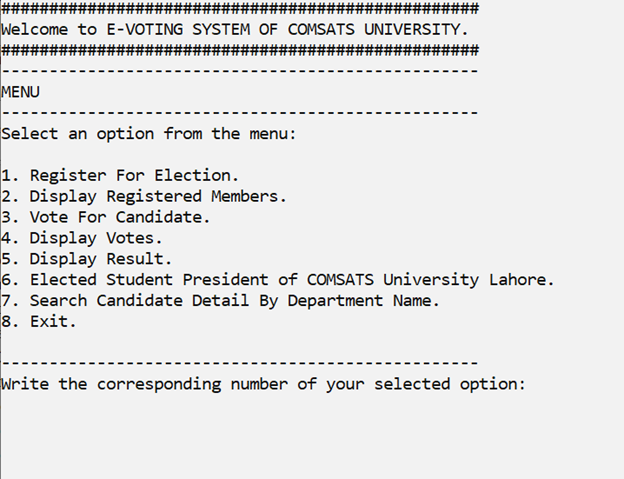 ##################################################
Welcome to E-VOTING SYSTEM OF COMSATS UNIVERSITY.
##################################################
--------------------------------------------------
MENU
--------------------------------------------------
Select an option from the menu:
1. Register For Election.
2. Display Registered Members.
3. Vote For Candidate.
4. Display Votes.
5. Display Result.
6. Elected Student President of COMSATS University Lahore.
7. Search Candidate Detail By Department Name.
8. Exit.
--------------------------------------------------
Write the corresponding number of your selected option: